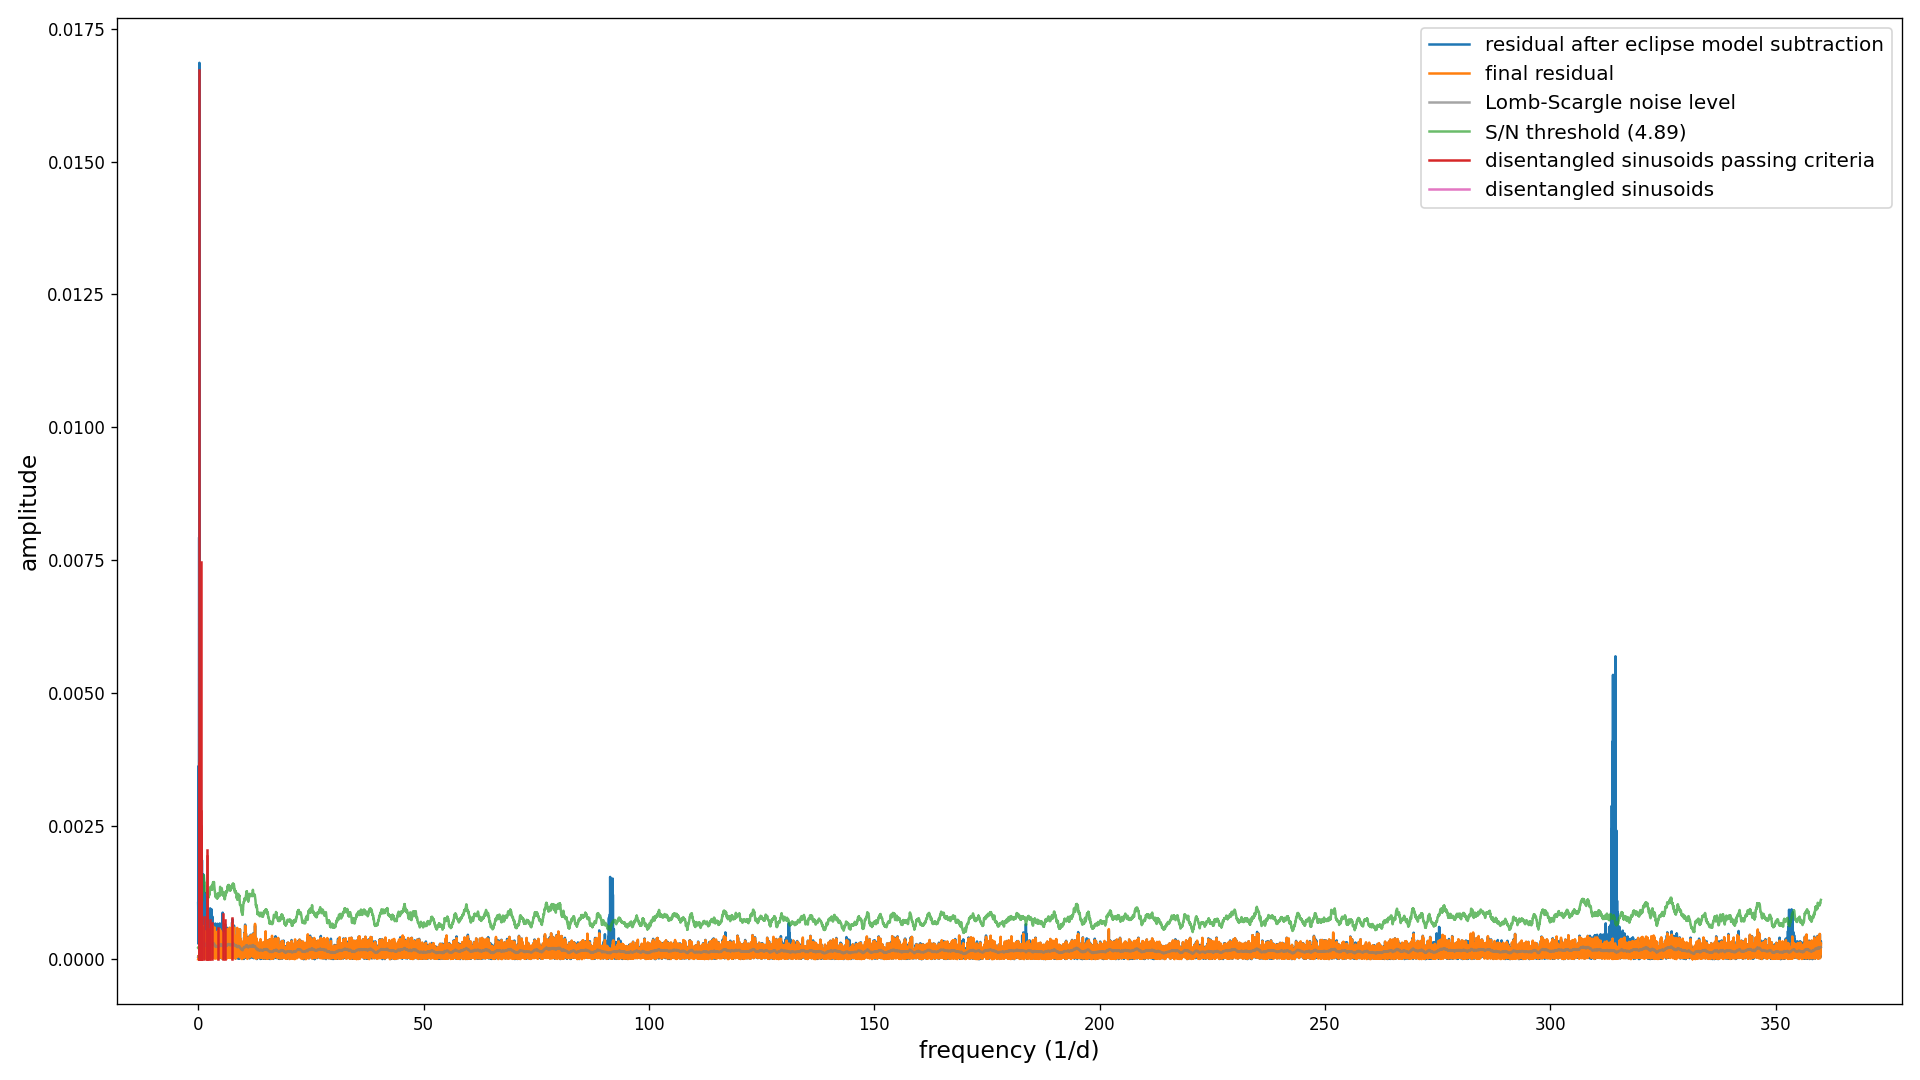 residual after eclipse model subtraction
final residual
Lomb-Scargle noise level
S/N threshold (4.89)
disentangled sinusoids passing criteria
disentangled sinusoids
amplitude
0.0175
0.0150
0.0125
0.0100
0.0075
0.0050
0.0025
0.0000
0 50 100 150 200 250 300 350
frequency (1/d)